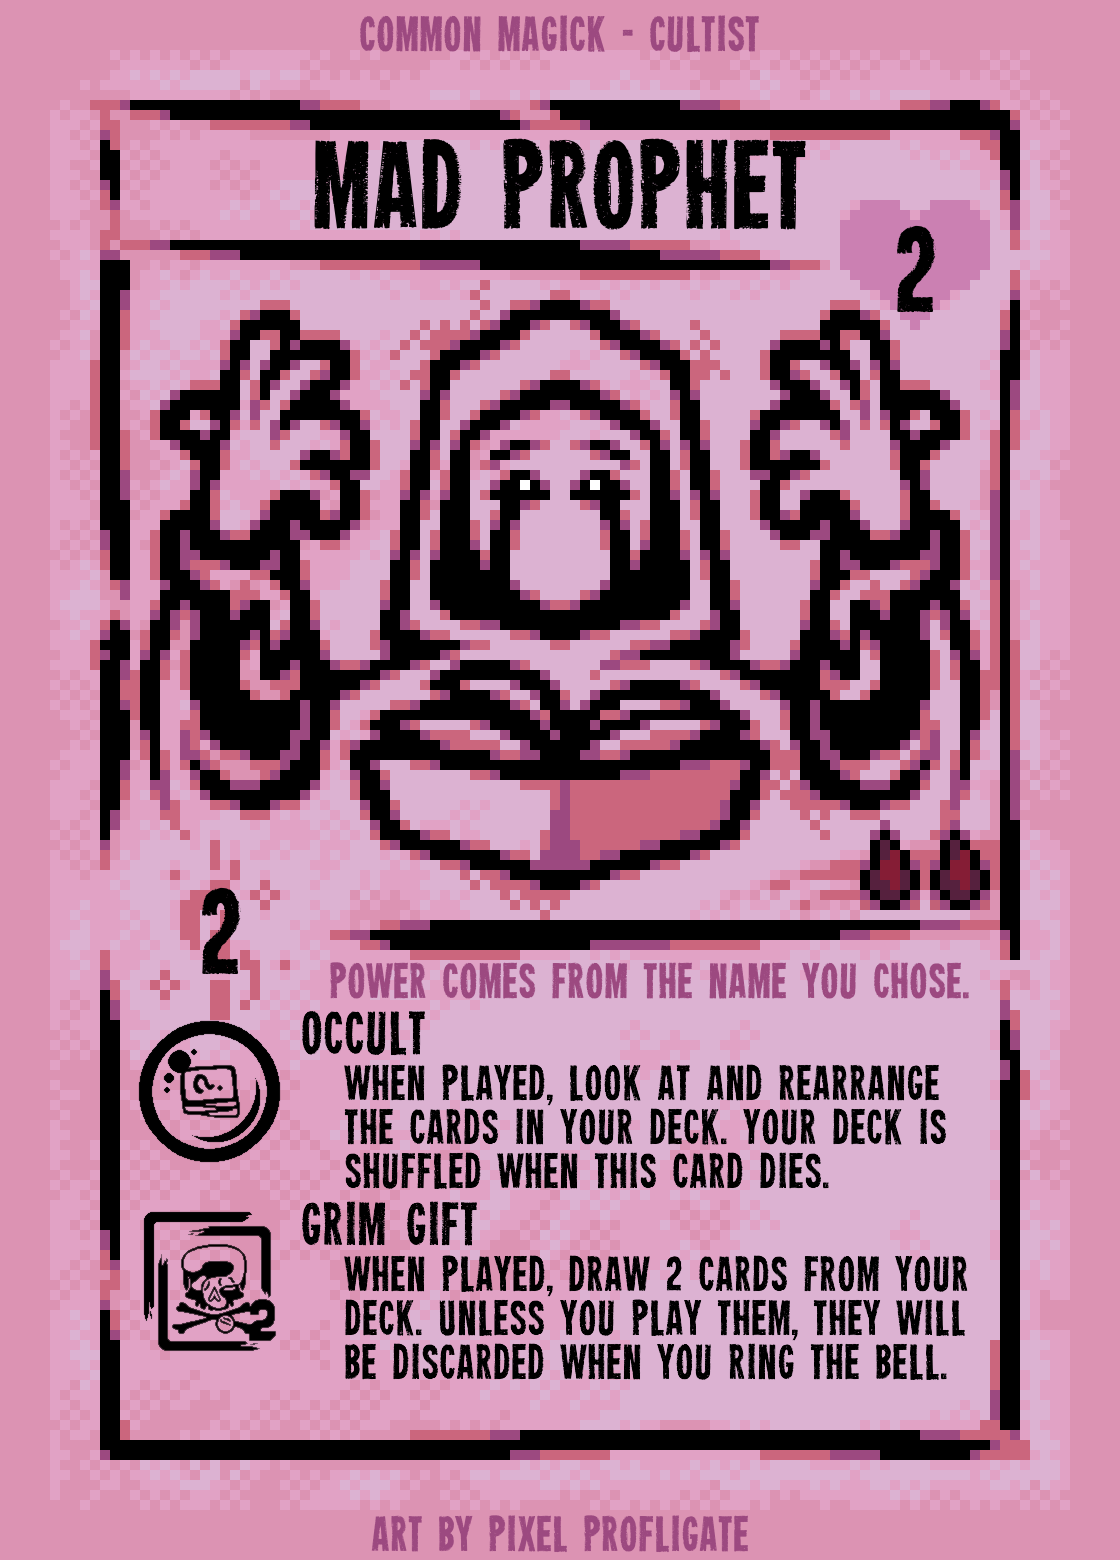 COMMON MAGICK - CULTIST
MAD PROPHET
2
2
POWER COMES FROM THE NAME YOU CHOSE.
OCCULT
WHEN PLAYED, LOOK AT AND REARRANGE
THE CARDS IN YOUR DECK. YOUR DECK IS
SHUFFLED WHEN THIS CARD DIES.
?
GRIM GIFT
WHEN PLAYED, DRAW 2 CARDS FROM YOUR
DECK. UNLESS YOU PLAY THEM, THEY WILL
BE DISCARDED WHEN YOU RING THE BELL.
2
ART BY PIXEL PROFLIGATE